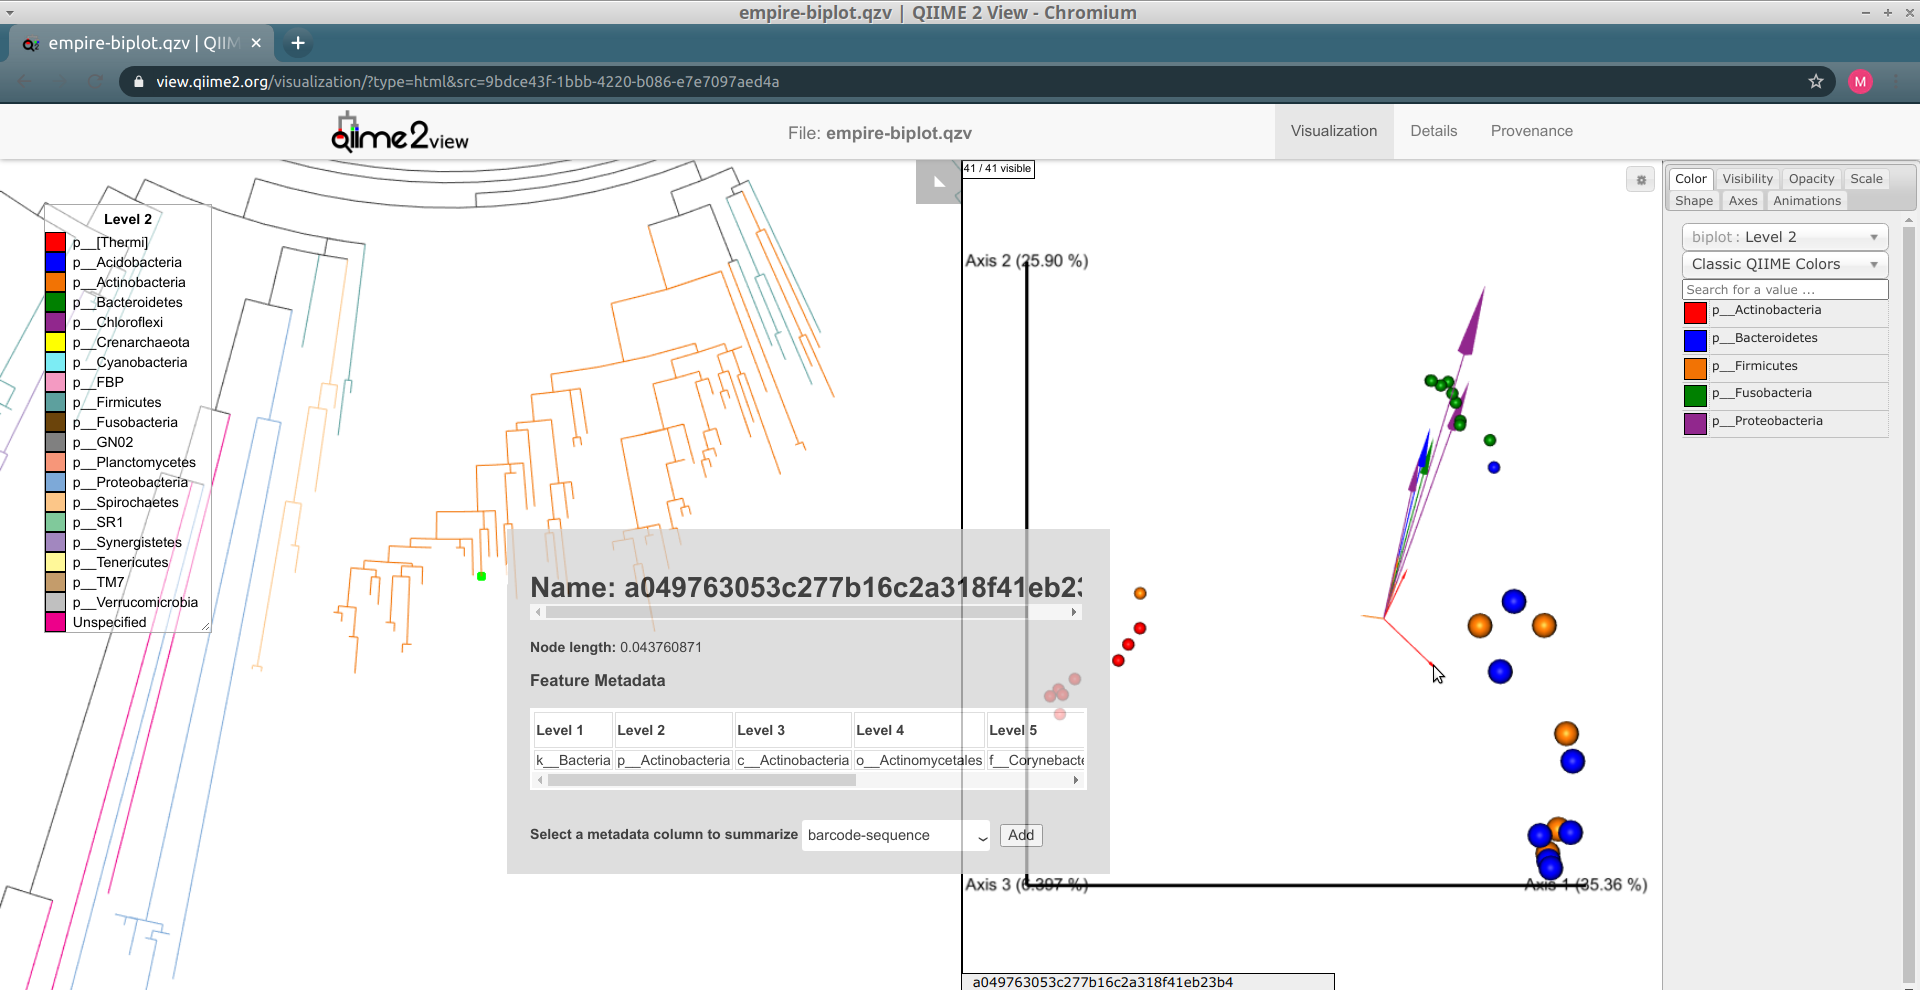 empire-biplot.qzv | QIIME 2 View - Chromium
empire-biplot.qzv | QIIM
view.qiime2.org/visualization/?type=html&src=9bdce43f-1bbb-4220-b086-e7e7097aed4a
M
qiime2view
File: empire-biplot.qzv
Visualization
Details
Provenance
Level 2
p__[Thermi]
p__Acidobacteria
p__Actinobacteria
p__Bacteroidetes
p__Chloroflexi
p__Crenarchaeota
p__Cyanobacteria
p__FBP
p__Firmicutes
p__Fusobacteria
p__GN02
p__Planctomycetes
p__Proteobacteria
p__Spirochaetes
p__SR1
p__Synergistetes
p__Tenericutes
p__TM7
p__Verrucomicrobia
Unspecified
Name: a049763053c277b16c2a318f41eb23
Node length: 0.043760871
Feature Metadata
Level 1 Level 2 Level 3 Level 4 Level 5
k__Bacteria p__Actinobacteria c__Actinobacteria o__Actinomycetales f__Corynebacte
Select a metadata column to summarize barcode-sequence Add
41 / 41 visible
Axis 2 (25.90 %)
Axis 3 (6.397 %)
Axis 1 (35.36 %)
a049763053c277b16c2a318f41eb23b4
Color Visibility Opacity Scale
Shape Axes Animations
biplot : Level 2
Classic QIIME Colors
Search for a value ...
p__Actinobacteria
p__Bacteroidetes
p__Firmicutes
p__Fusobacteria
p__Proteobacteria